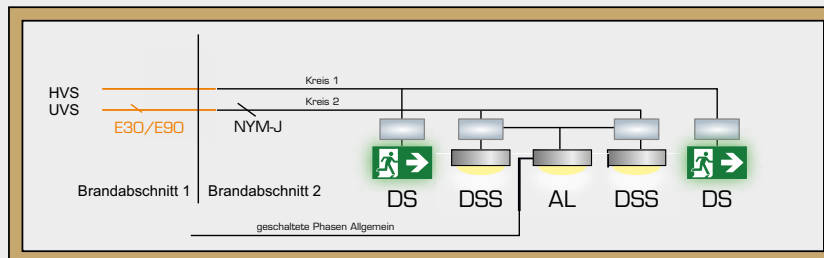 Kreis 1
HVS
Kreis 2
UVS
E30/E90
NYM-J
Brandabschnitt 1
Brandabschnitt 2
DS
DSS
AL
DSS
DS
geschaltete Phasen Allgemein